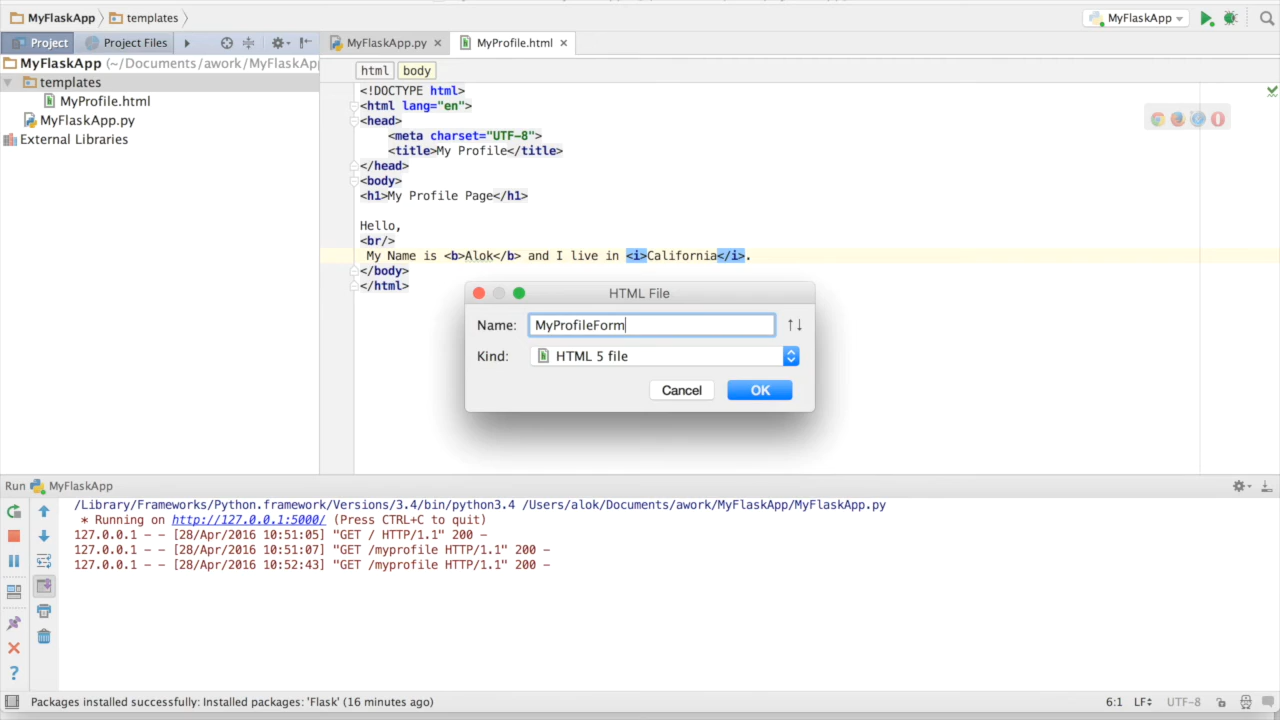 MyFlaskApp templates MyFlaskApp
Project Project Files MyFlaskApp.py MyProfile.html
MyFlaskApp (~/Documents/awork/MyFlaskApp
templates
MyProfile.html
MyFlaskApp.py
External Libraries
html body
<!DOCTYPE html>
<html lang="en">
<head>
<meta charset="UTF-8">
<title>My Profile</title>
</head>
<body>
<h1>My Profile Page</h1>
Hello,
<br/>
My Name is <b>Alok</b> and I live in <i>California</i>.
</body>
</html>
HTML File
Name: MyProfileForm
Kind: HTML 5 file
Cancel OK
Run MyFlaskApp
/Library/Frameworks/Python.framework/Versions/3.4/bin/python3.4 /Users/alok/Documents/awork/MyFlaskApp/MyFlaskApp.py
* Running on http://127.0.0.1:5000/ (Press CTRL+C to quit)
127.0.0.1 - - [28/Apr/2016 10:51:05] "GET / HTTP/1.1" 200 -
127.0.0.1 - - [28/Apr/2016 10:51:07] "GET /myprofile HTTP/1.1" 200 -
127.0.0.1 - - [28/Apr/2016 10:52:43] "GET /myprofile HTTP/1.1" 200 -
Packages installed successfully: Installed packages: 'Flask' (16 minutes ago) 6:1 LF UTF-8